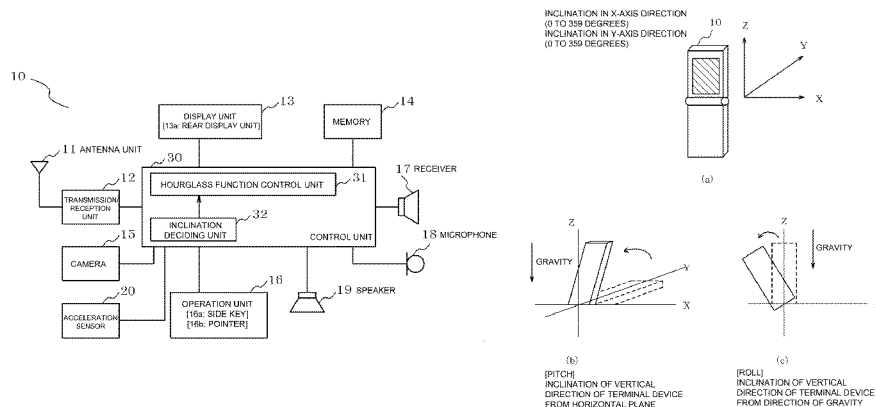 10
11 ANTENNA UNIT
12
TRANSMISSION/
RECEPTION
UNIT
15
CAMERA
20
ACCELERATION
SENSOR
13
DISPLAY UNIT
[13a: REAR DISPLAY UNIT]
14
MEMORY
30
HOURGLASS FUNCTION CONTROL UNIT
31
32
INCLINATION
DECIDING UNIT
CONTROL UNIT
16
OPERATION UNIT
[16a: SIDE KEY]
[16b: POINTER]
17 RECEIVER
18 MICROPHONE
19 SPEAKER
INCLINATION IN X-AXIS DIRECTION
(0 TO 359 DEGREES)
INCLINATION IN Y-AXIS DIRECTION
(0 TO 359 DEGREES)
10
Z
Y
X
(a)
Z
GRAVITY
Y
X
(b)
[PITCH]
INCLINATION OF VERTICAL
DIRECTION OF TERMINAL DEVICE
FROM HORIZONTAL PLANE
Z
GRAVITY
(c)
[ROLL]
INCLINATION OF VERTICAL
DIRECTION OF TERMINAL DEVICE
FROM DIRECTION OF GRAVITY